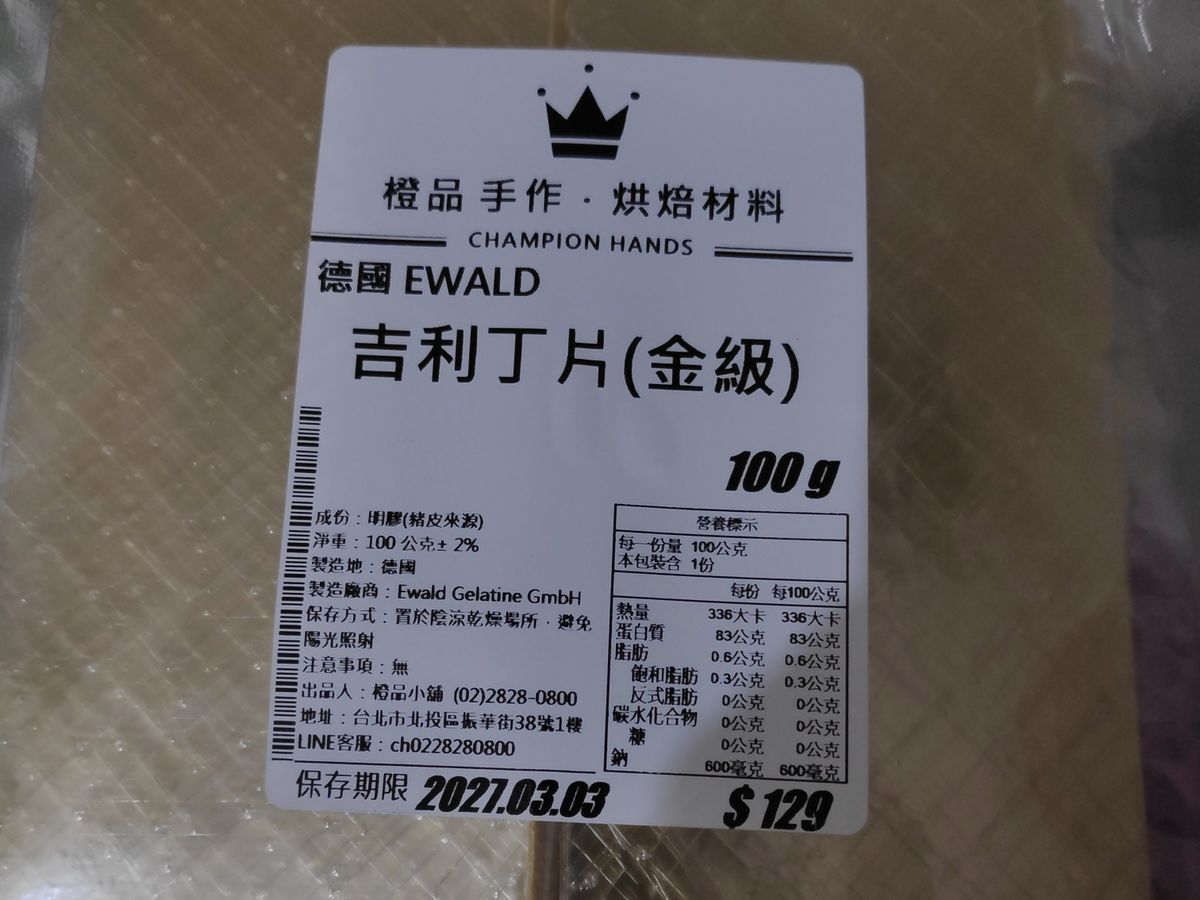 橙品 手作·烘焙材料
CHAMPION HANDS
德國 EWALD
吉利丁片(金級)
100 g
成份：明膠(豬皮來源)
淨重：100 公克± 2%
製造地：德國
製造廠商：Ewald Gelatine GmbH
保存方式：置於陰涼乾燥場所，避免
陽光照射
注意事項：無
出品人：橙品小舖 (02)2828-0800
地址：台北市北投區振華街38號1樓
LINE客服：ch0228280800
營養標示
每一份量 100公克
本包裝含 1份
每份 每100公克
熱量 336大卡 336大卡
蛋白質 83公克 83公克
脂肪 0.6公克 0.6公克
飽和脂肪 0.3公克 0.3公克
反式脂肪 0公克 0公克
碳水化合物 0公克 0公克
糖 0公克 0公克
鈉 600毫克 600毫克
保存期限 2027.03.03
$ 129